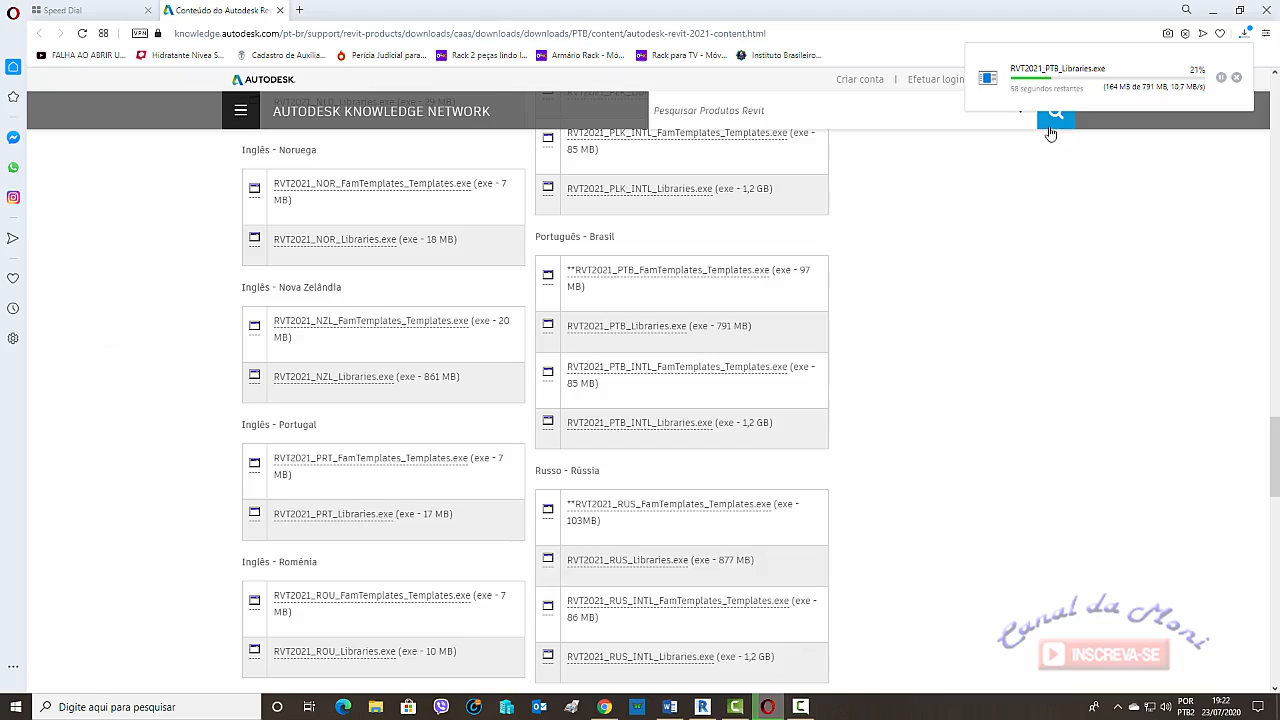 Speed Dial
Conteúdo do Autodesk Re
VPN
knowledge.autodesk.com/pt-br/support/revit-products/downloads/caas/downloads/downloads/PTB/content/autodesk-revit-2021-content.html
FALHA AO ABRIR U...
Hidratante Nivea S...
Cadastro de Auxilia...
Perícia Judicial para...
Rack 2 peças lindo I...
Armário Rack - Móv...
Rack para TV - Móv...
Instituto Brasileiro...
RVT2021_PTB_Libraries.exe
21%
58 segundos restantes
(164 MB de 791 MB, 10,7 MB/s)
AUTODESK
Criar conta | Efetuar login
AUTODESK KNOWLEDGE NETWORK
Pesquisar Produtos Revit
Inglês - Noruega
RVT2021_NOR_FamTemplates_Templates.exe (exe - 7
MB)
RVT2021_NOR_Libraries.exe (exe - 18 MB)
Inglês - Nova Zelândia
RVT2021_NZL_FamTemplates_Templates.exe (exe - 20
MB)
RVT2021_NZL_Libraries.exe (exe - 861 MB)
Inglês - Portugal
RVT2021_PRT_FamTemplates_Templates.exe (exe - 7
MB)
RVT2021_PRT_Libraries.exe (exe - 17 MB)
Inglês - Romênia
RVT2021_ROU_FamTemplates_Templates.exe (exe - 7
MB)
RVT2021_ROU_Libraries.exe (exe - 10 MB)
RVT2021_PLK_INTL_FamTemplates_Templates.exe (exe -
85 MB)
RVT2021_PLK_INTL_Libraries.exe (exe - 1,2 GB)
Português - Brasil
**RVT2021_PTB_FamTemplates_Templates.exe (exe - 97
MB)
RVT2021_PTB_Libraries.exe (exe - 791 MB)
RVT2021_PTB_INTL_FamTemplates_Templates.exe (exe -
85 MB)
RVT2021_PTB_INTL_Libraries.exe (exe - 1,2 GB)
Russo - Rússia
**RVT2021_RUS_FamTemplates_Templates.exe (exe -
103MB)
RVT2021_RUS_Libraries.exe (exe - 877 MB)
RVT2021_RUS_INTL_FamTemplates_Templates.exe (exe -
86 MB)
RVT2021_RUS_INTL_Libraries.exe (exe - 1,2 GB)
Canal da Moni
INSCREVA-SE
Digite aqui para pesquisar
POR
PTB2
19:22
23/07/2020